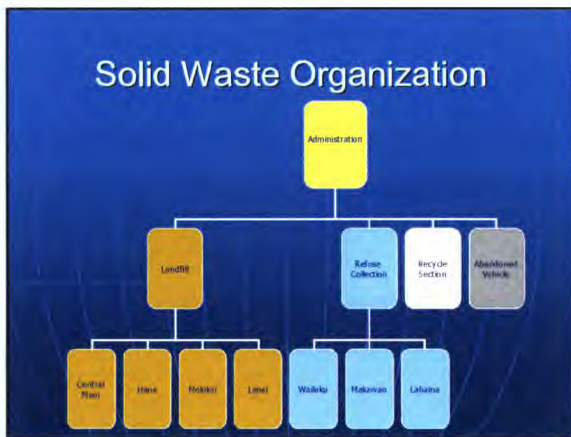 Solid Waste Organization
Administration
Landfill
Refuse
Collection
Recycle
Section
Abandoned
Vehicle
Central
Maui
Hana
Molokai
Lanai
Wailuku
Makawao
Lahaina